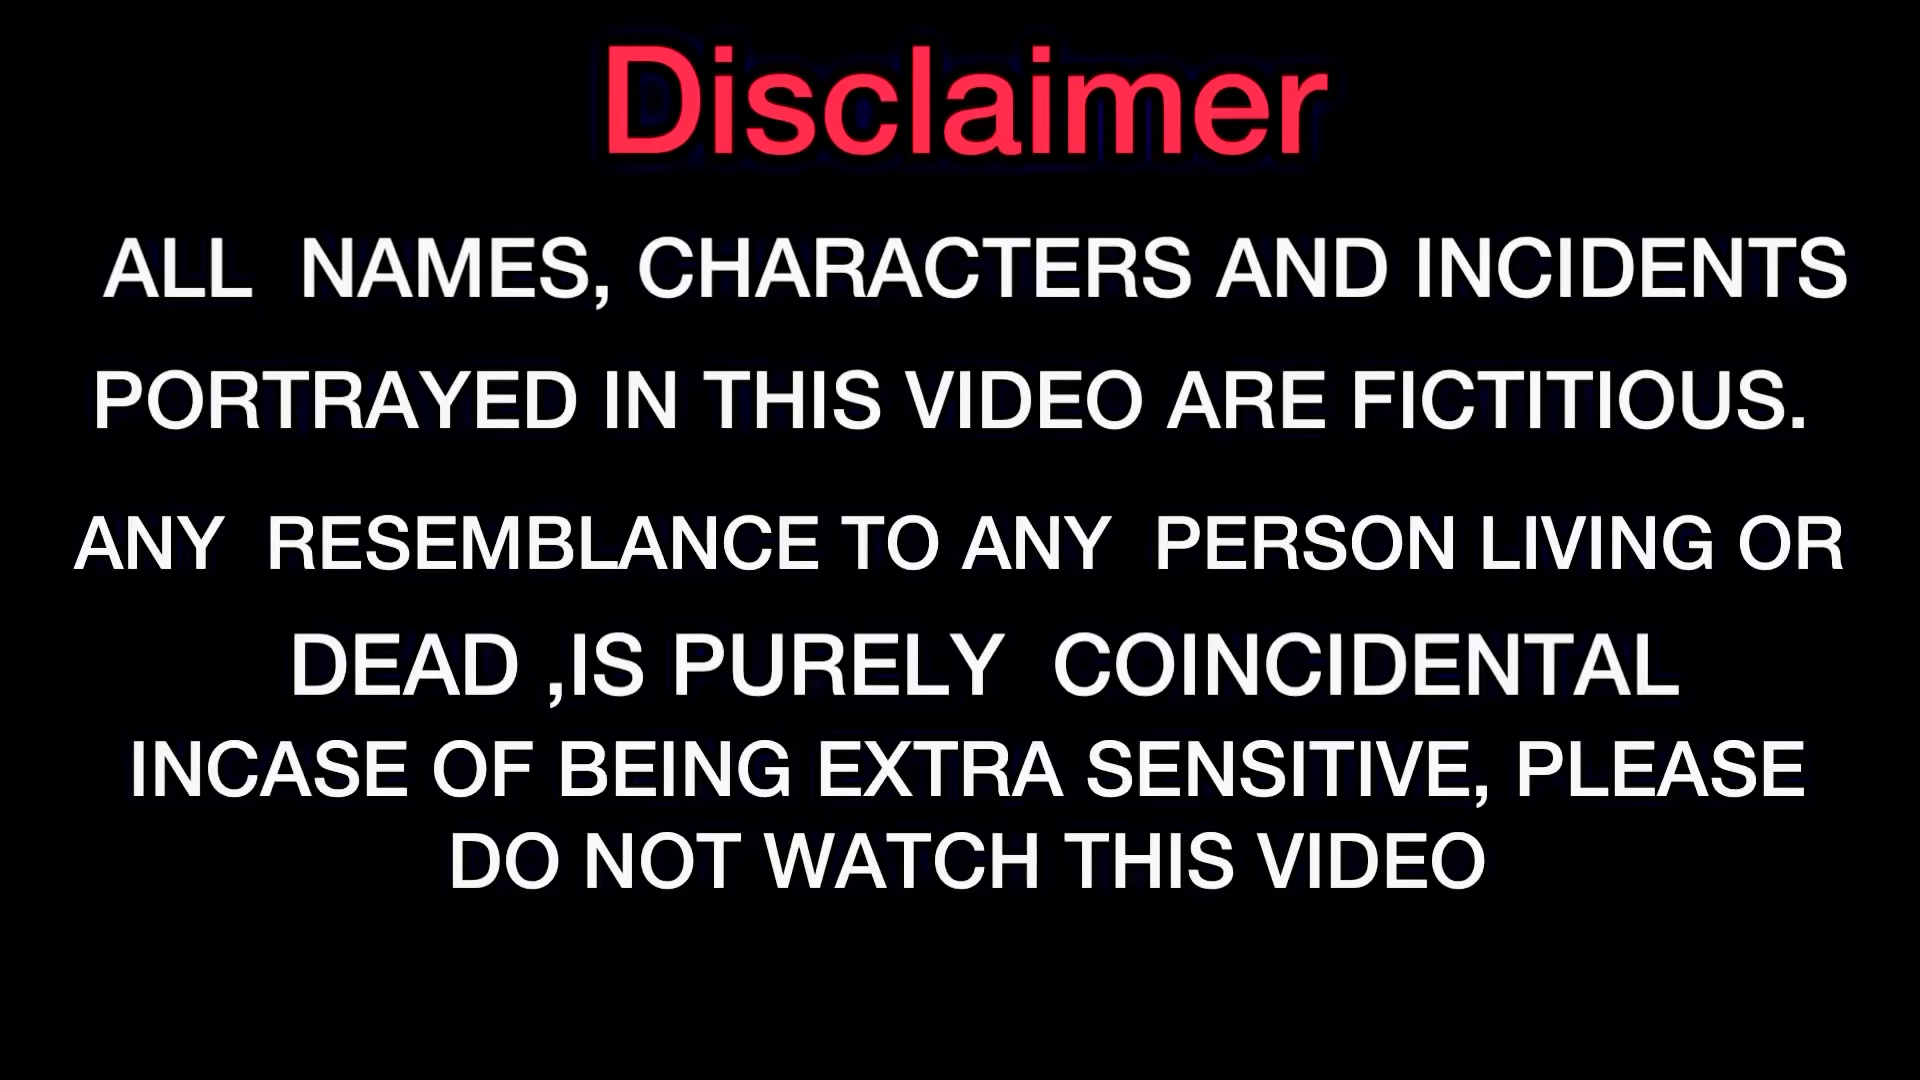 Disclaimer
ALL  NAMES, CHARACTERS AND INCIDENTS
PORTRAYED IN THIS VIDEO ARE FICTITIOUS.
ANY  RESEMBLANCE TO ANY  PERSON LIVING OR
DEAD ,IS PURELY  COINCIDENTAL
INCASE OF BEING EXTRA SENSITIVE, PLEASE
DO NOT WATCH THIS VIDEO